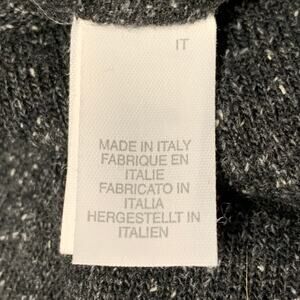 IT
MADE IN ITALY
FABRIQUE EN
ITALIE
FABRICATO IN
ITALIA
HERGESTELLT IN
ITALIEN